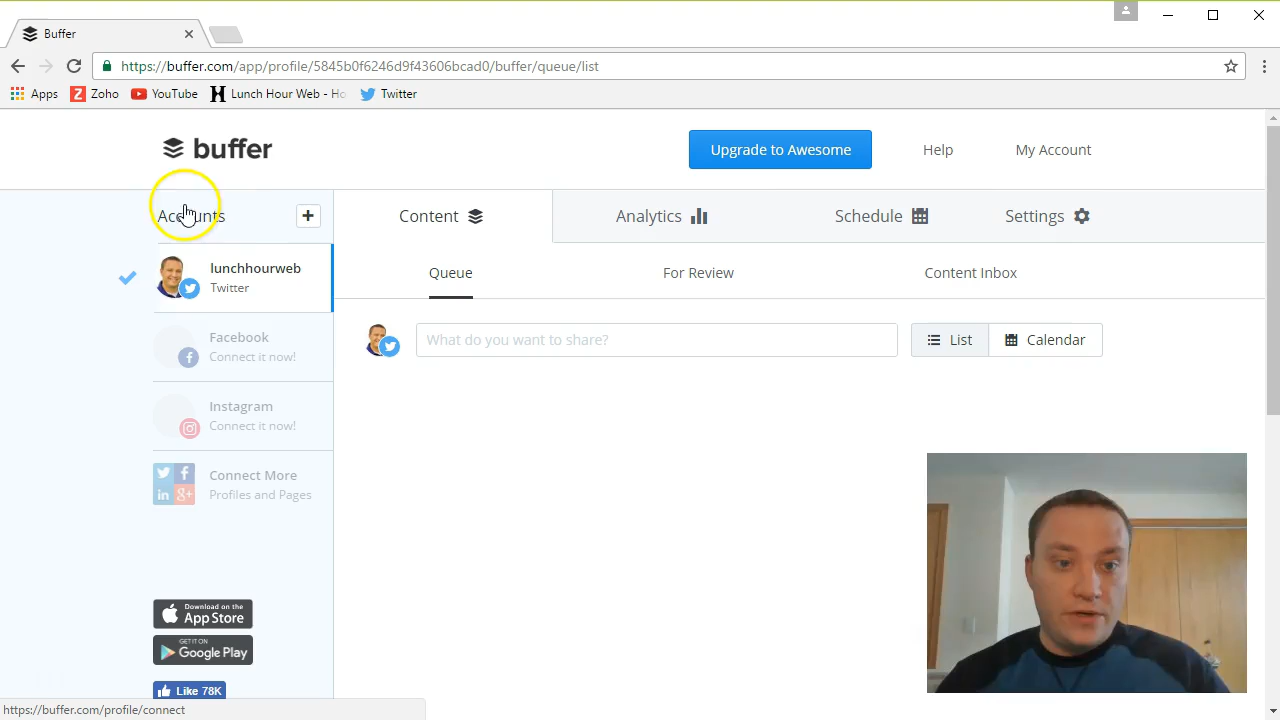 Buffer
https://buffer.com/app/profile/5845b0f6246d9f43606bcad0/buffer/queue/list
Apps
Zoho
YouTube
Lunch Hour Web - Ho
Twitter
buffer
Upgrade to Awesome
Help
My Account
Accounts
Content
Analytics
Schedule
Settings
lunchhourweb
Twitter
Queue
For Review
Content Inbox
What do you want to share?
List
Calendar
Facebook
Connect it now!
Instagram
Connect it now!
Connect More
Profiles and Pages
Download on the
App Store
GET IT ON
Google Play
Like 78K
https://buffer.com/profile/connect